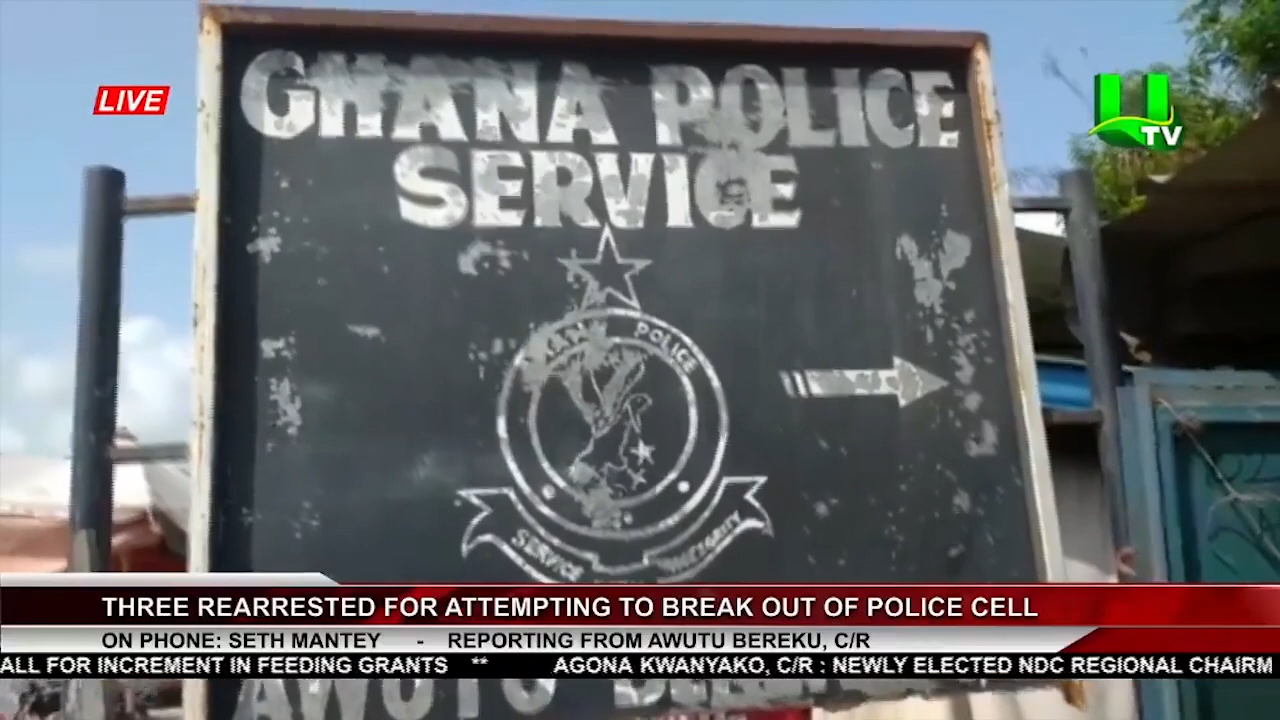 GHANA POLICE
SERVICE
LIVE
U
TV
POLICE
SERVICE
INTEGRITY
THREE REARRESTED FOR ATTEMPTING TO BREAK OUT OF POLICE CELL
ON PHONE: SETH MANTEY - REPORTING FROM AWUTU BEREKU, C/R
ALL FOR INCREMENT IN FEEDING GRANTS ** AGONA KWANYAKO, C/R : NEWLY ELECTED NDC REGIONAL CHAIRM
AWUTU